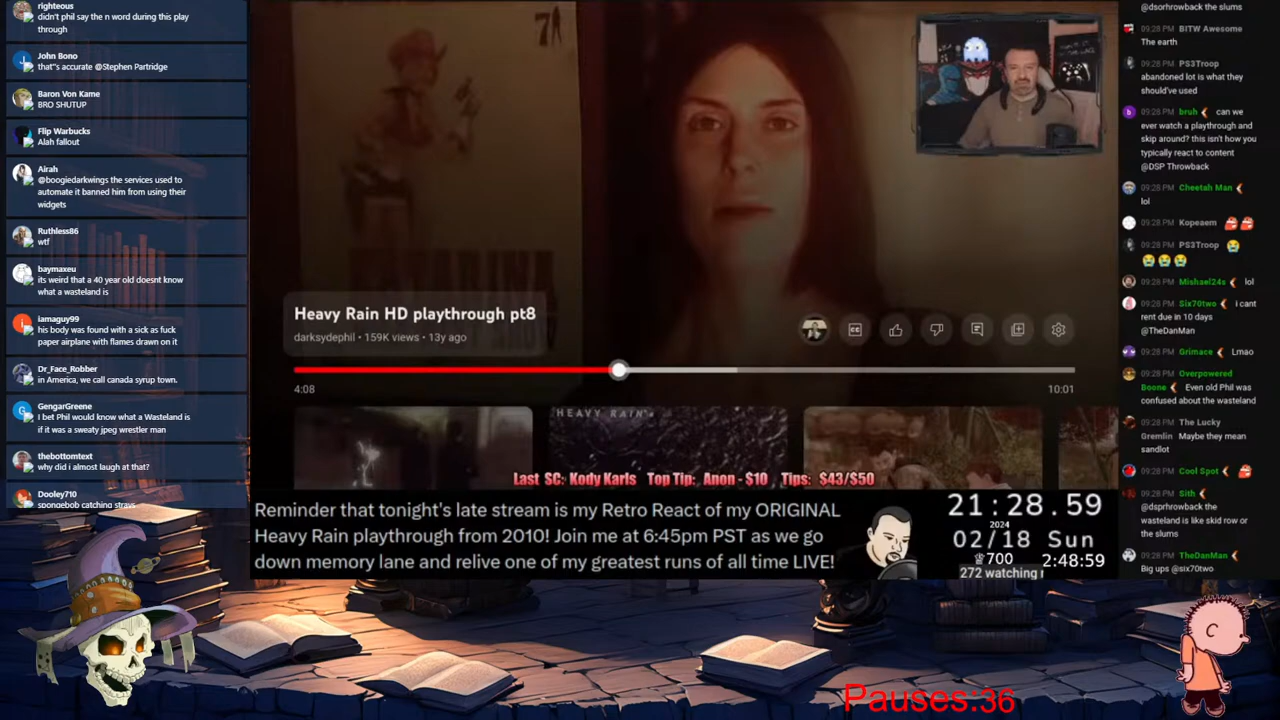 righteous
didn't phil say the n word during this play
through
John Bono
that"s accurate @Stephen Partridge
Baron Von Kame
BRO SHUTUP
Flip Warbucks
Alah fallout
Airah
@boogiedarkwings the services used to
automate it banned him from using their
widgets
Ruthless86
wtf
baymaxeu
its weird that a 40 year old doesnt know
what a wasteland is
iamaguy99
his body was found with a sick as fuck
paper airplane with flames drawn on it
Dr_Face_Robber
in America, we call canada syrup town.
GengarGreene
I bet Phil would know what a Wasteland is
if it was a sweaty jpeg wrestler man
thebottomtext
why did i almost laugh at that?
Dooley710
spongebob catching strays
7
Heavy Rain HD playthrough pt8
darksydephil • 159K views • 13y ago
CC
4:08
10:01
HEAVY RAIN
Last SC: Kody Karls Top Tip: Anon - $10 Tips: $43/$50
Reminder that tonight's late stream is my Retro React of my ORIGINAL
Heavy Rain playthrough from 2010! Join me at 6:45pm PST as we go
down memory lane and relive one of my greatest runs of all time LIVE!
21:28.59
2024
02/18 Sun
700
2:48:59
272 watching
@dsorhrowback the slums
09:28 PM BITW Awesome
The earth
09:28 PM PS3Troop
abandoned lot is what they
should've used
b 09:28 PM bruh can we
ever watch a playthrough and
skip around? this isn't how you
typically react to content
@DSP Throwback
09:28 PM Cheetah Man
lol
09:28 PM Kopeaem
09:28 PM PS3Troop
09:28 PM Mishael24s lol
09:28 PM Six70two i cant
rent due in 10 days
@TheDanMan
09:28 PM Grimace Lmao
09:28 PM Overpowered
Boone Even old Phil was
confused about the wasteland
09:28 PM The Lucky
Gremlin Maybe they mean
sandlot
09:28 PM Cool Spot
09:28 PM Sith
@dsprhrowback the
wasteland is like skid row or
the slums
09:28 PM TheDanMan
Big ups @six70two
Pauses:36